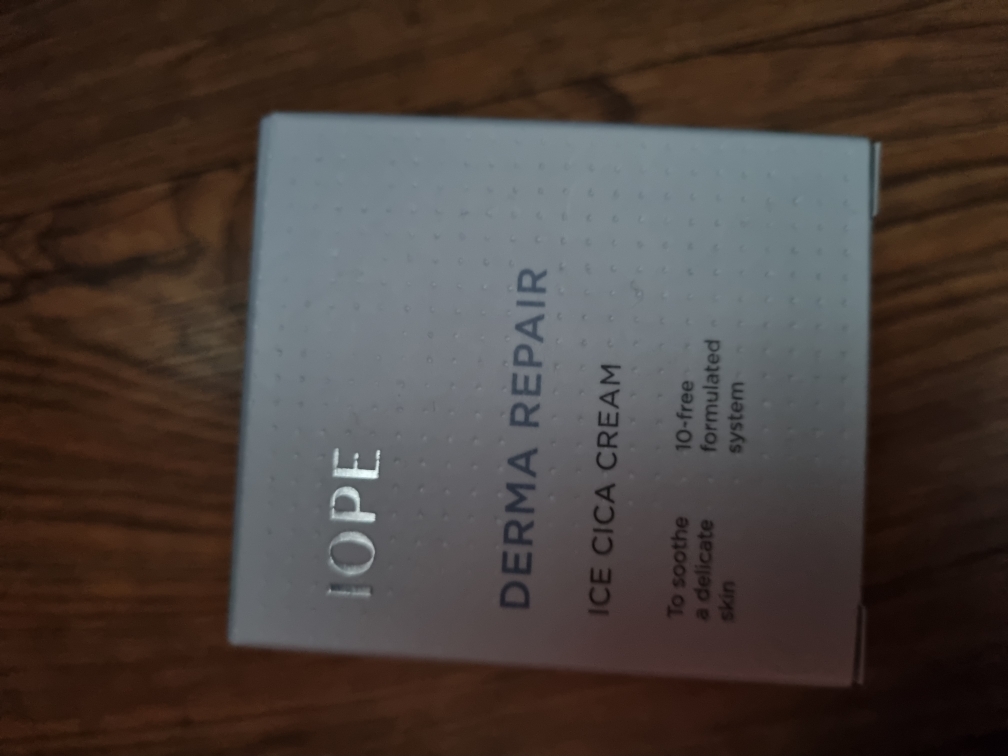 IOPE
DERMA REPAIR
ICE CICA CREAM
To soothe
a delicate
skin
10-free
formulated
system